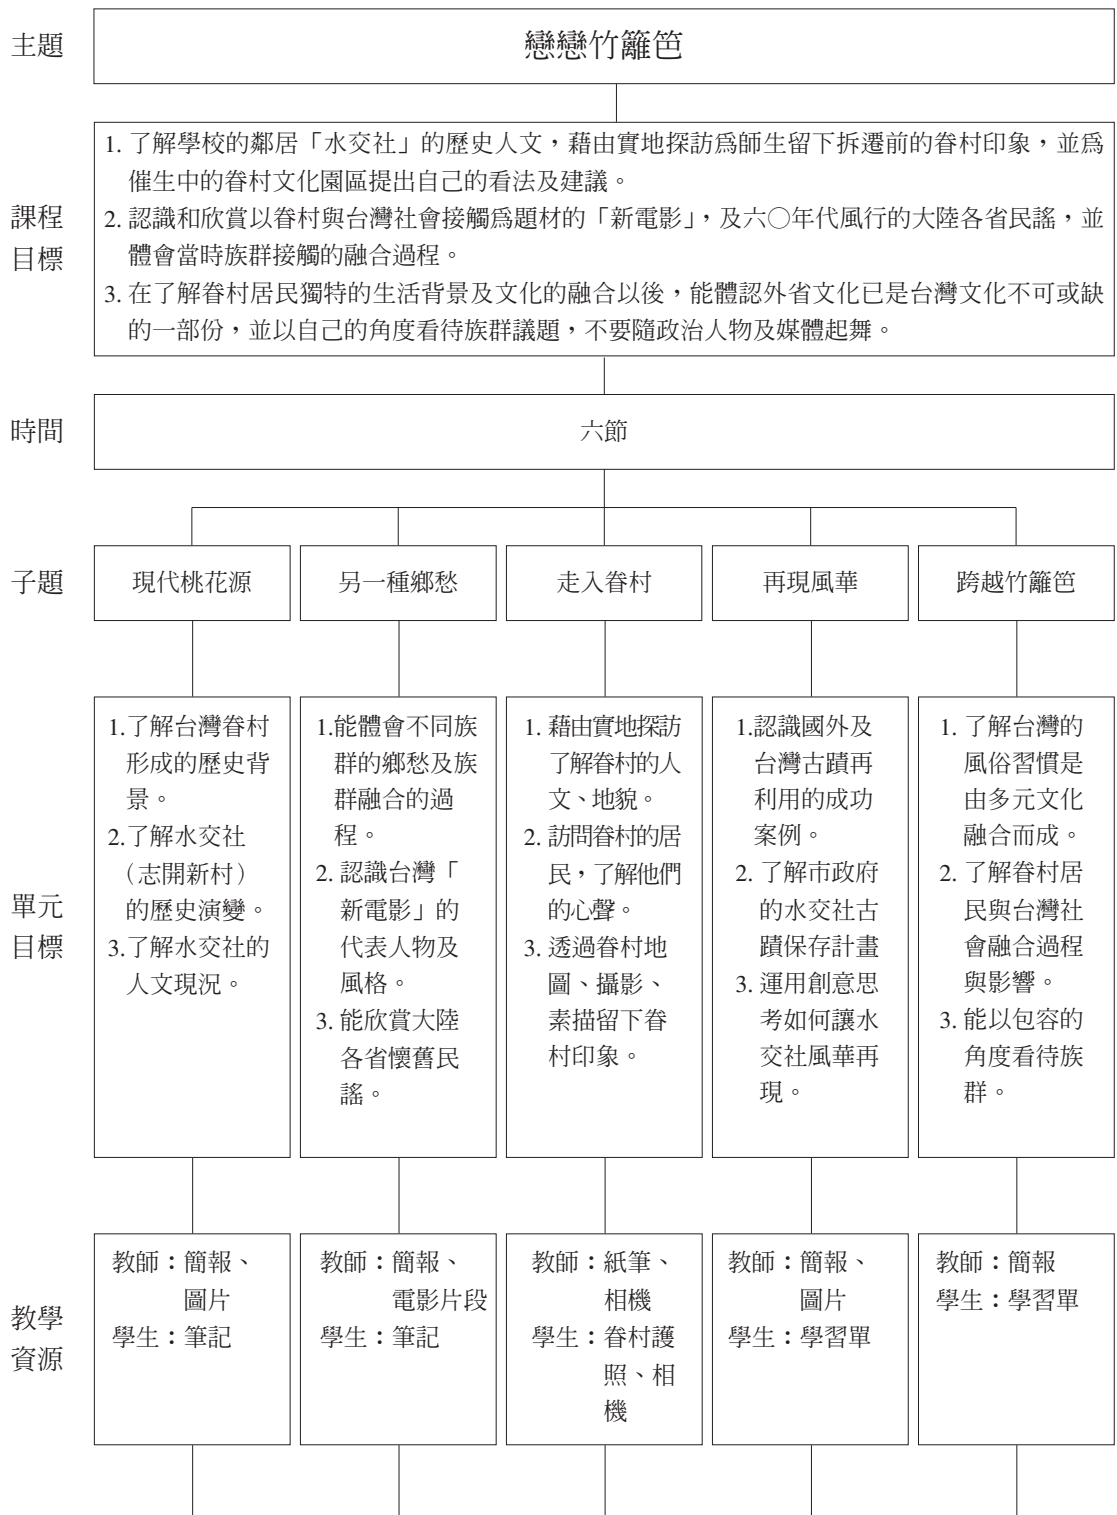 主題
戀戀竹籬笆
課程
目標
1. 了解學校的鄰居「水交社」的歷史人文，藉由實地探訪為師生留下拆遷前的眷村印象，並為
催生中的眷村文化園區提出自己的看法及建議。
2. 認識和欣賞以眷村與台灣社會接觸為題材的「新電影」，及六〇年代風行的大陸各省民謠，並
體會當時族群接觸的融合過程。
3. 在了解眷村居民獨特的生活背景及文化的融合以後，能體認外省文化已是台灣文化不可或缺
的一部份，並以自己的角度看待族群議題，不要隨政治人物及媒體起舞。
時間
六節
子題
現代桃花源
另一種鄉愁
走入眷村
再現風華
跨越竹籬笆
單元
目標
1.了解台灣眷村
形成的歷史背
景。
2.了解水交社
（志開新村）
的歷史演變。
3.了解水交社的
人文現況。
1.能體會不同族
群的鄉愁及族
群融合的過
程。
2. 認識台灣「
新電影」的
代表人物及
風格。
3. 能欣賞大陸
各省懷舊民
謠。
1. 藉由實地探訪
了解眷村的人
文、地貌。
2. 訪問眷村的居
民，了解他們
的心聲。
3. 透過眷村地
圖、攝影、
素描留下眷
村印象。
1.認識國外及
台灣古蹟再
利用的成功
案例。
2. 了解市政府
的水交社古
蹟保存計畫
3. 運用創意思
考如何讓水
交社風華再
現。
1. 了解台灣的
風俗習慣是
由多元文化
融合而成。
2. 了解眷村居
民與台灣社
會融合過程
與影響。
3. 能以包容的
角度看待族
群。
教學
資源
教師：簡報、
圖片
學生：筆記
教師：簡報、
電影片段
學生：筆記
教師：紙筆、
相機
學生：眷村護
照、相
機
教師：簡報、
圖片
學生：學習單
教師：簡報
學生：學習單